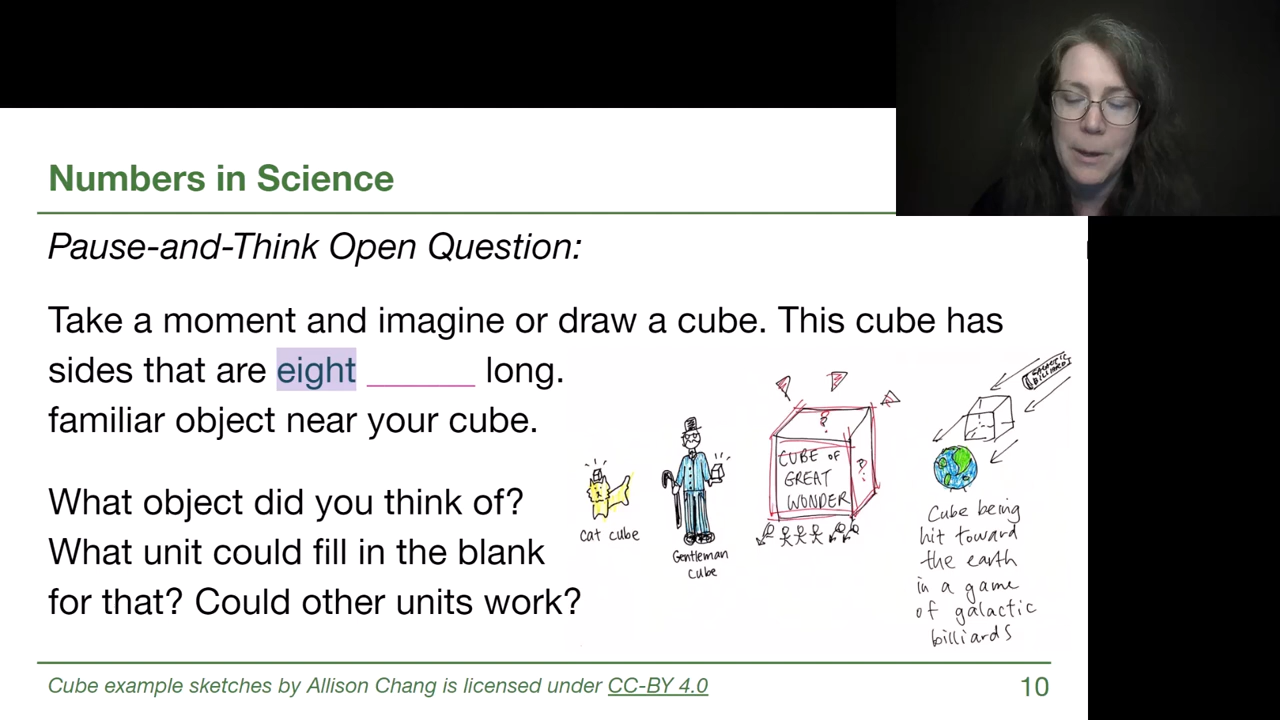 Numbers in Science
Pause-and-Think Open Question:
Take a moment and imagine or draw a cube. This cube has
sides that are eight ______ long.
familiar object near your cube.
What object did you think of?
What unit could fill in the blank
for that? Could other units work?
cat cube
Gentleman
cube
?
?
CUBE OF
GREAT
WONDER
GALACTIC
BILLIARDS
Cube being
hit toward
the earth
in a game
of galactic
billiards
Cube example sketches by Allison Chang is licensed under CC-BY 4.0
10